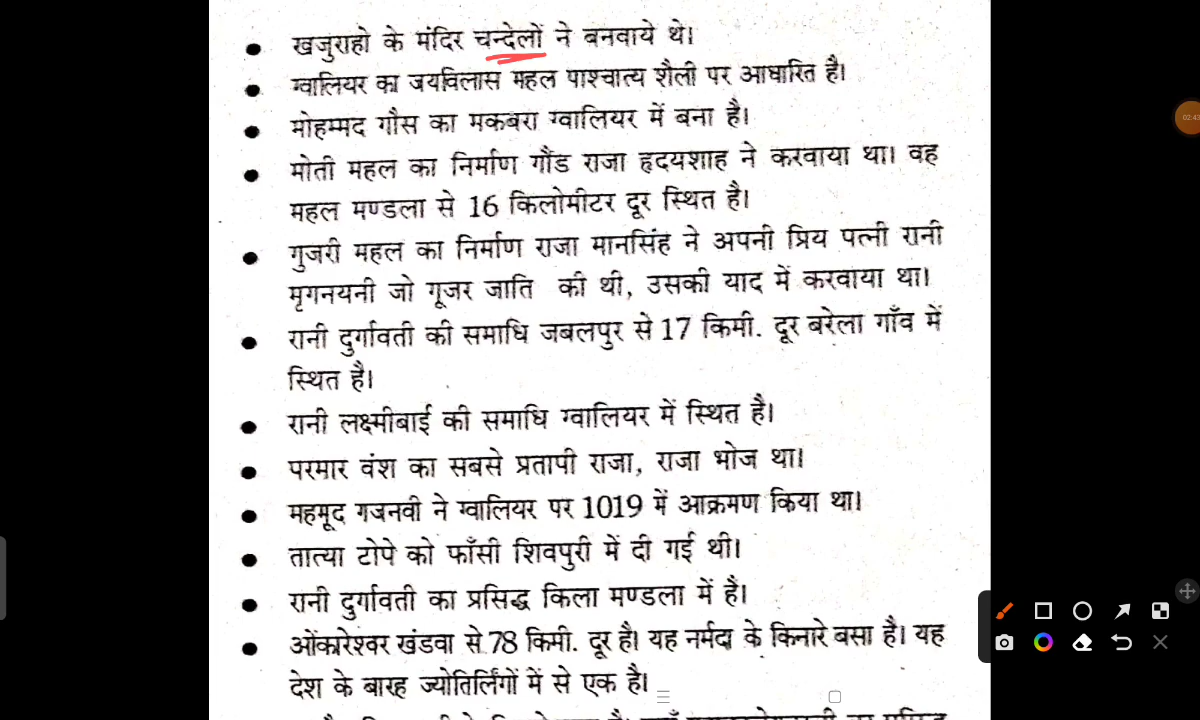 • खजुराहो के मंदिर चन्देलों ने बनवाये थे।
• ग्वालियर का जयविलास महल पाश्चात्य शैली पर आधारित है।
• मोहम्मद गौस का मकबरा ग्वालियर में बना है।
• मोती महल का निर्माण गौंड राजा हृदयशाह ने करवाया था। वह
महल मण्डला से 16 किलोमीटर दूर स्थित है।
• गुजरी महल का निर्माण राजा मानसिंह ने अपनी प्रिय पत्नी रानी
मृगनयनी जो गूजर जाति की थी, उसकी याद में करवाया था।
• रानी दुर्गावती की समाधि जबलपुर से 17 किमी. दूर बरेला गाँव में
स्थित है।
• रानी लक्ष्मीबाई की समाधि ग्वालियर में स्थित है।
• परमार वंश का सबसे प्रतापी राजा, राजा भोज था।
• महमूद गजनवी ने ग्वालियर पर 1019 में आक्रमण किया था।
• तात्या टोपे को फाँसी शिवपुरी में दी गई थी।
• रानी दुर्गावती का प्रसिद्ध किला मण्डला में है।
• ओंकारेश्वर खंडवा से 78 किमी. दूर है। यह नर्मदा के किनारे बसा है। यह
देश के बारह ज्योतिर्लिंगों में से एक है।
02:43